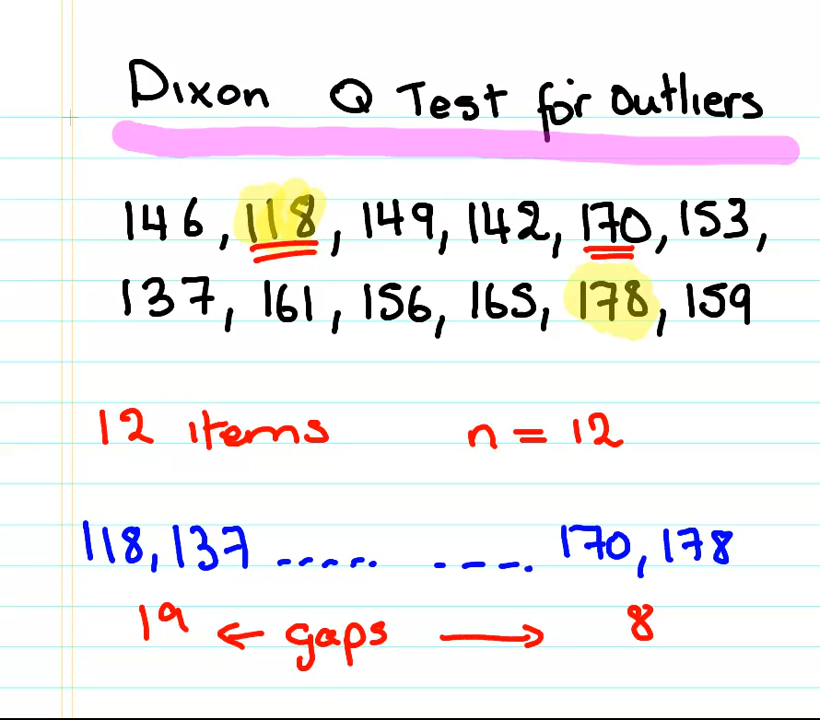 Dixon Q Test for outliers
146, 118, 149, 142, 170, 153,
137, 161, 156, 165, 178, 159
12 items n = 12
118, 137 ..... ---- . 170, 178
19 ← gaps → 8